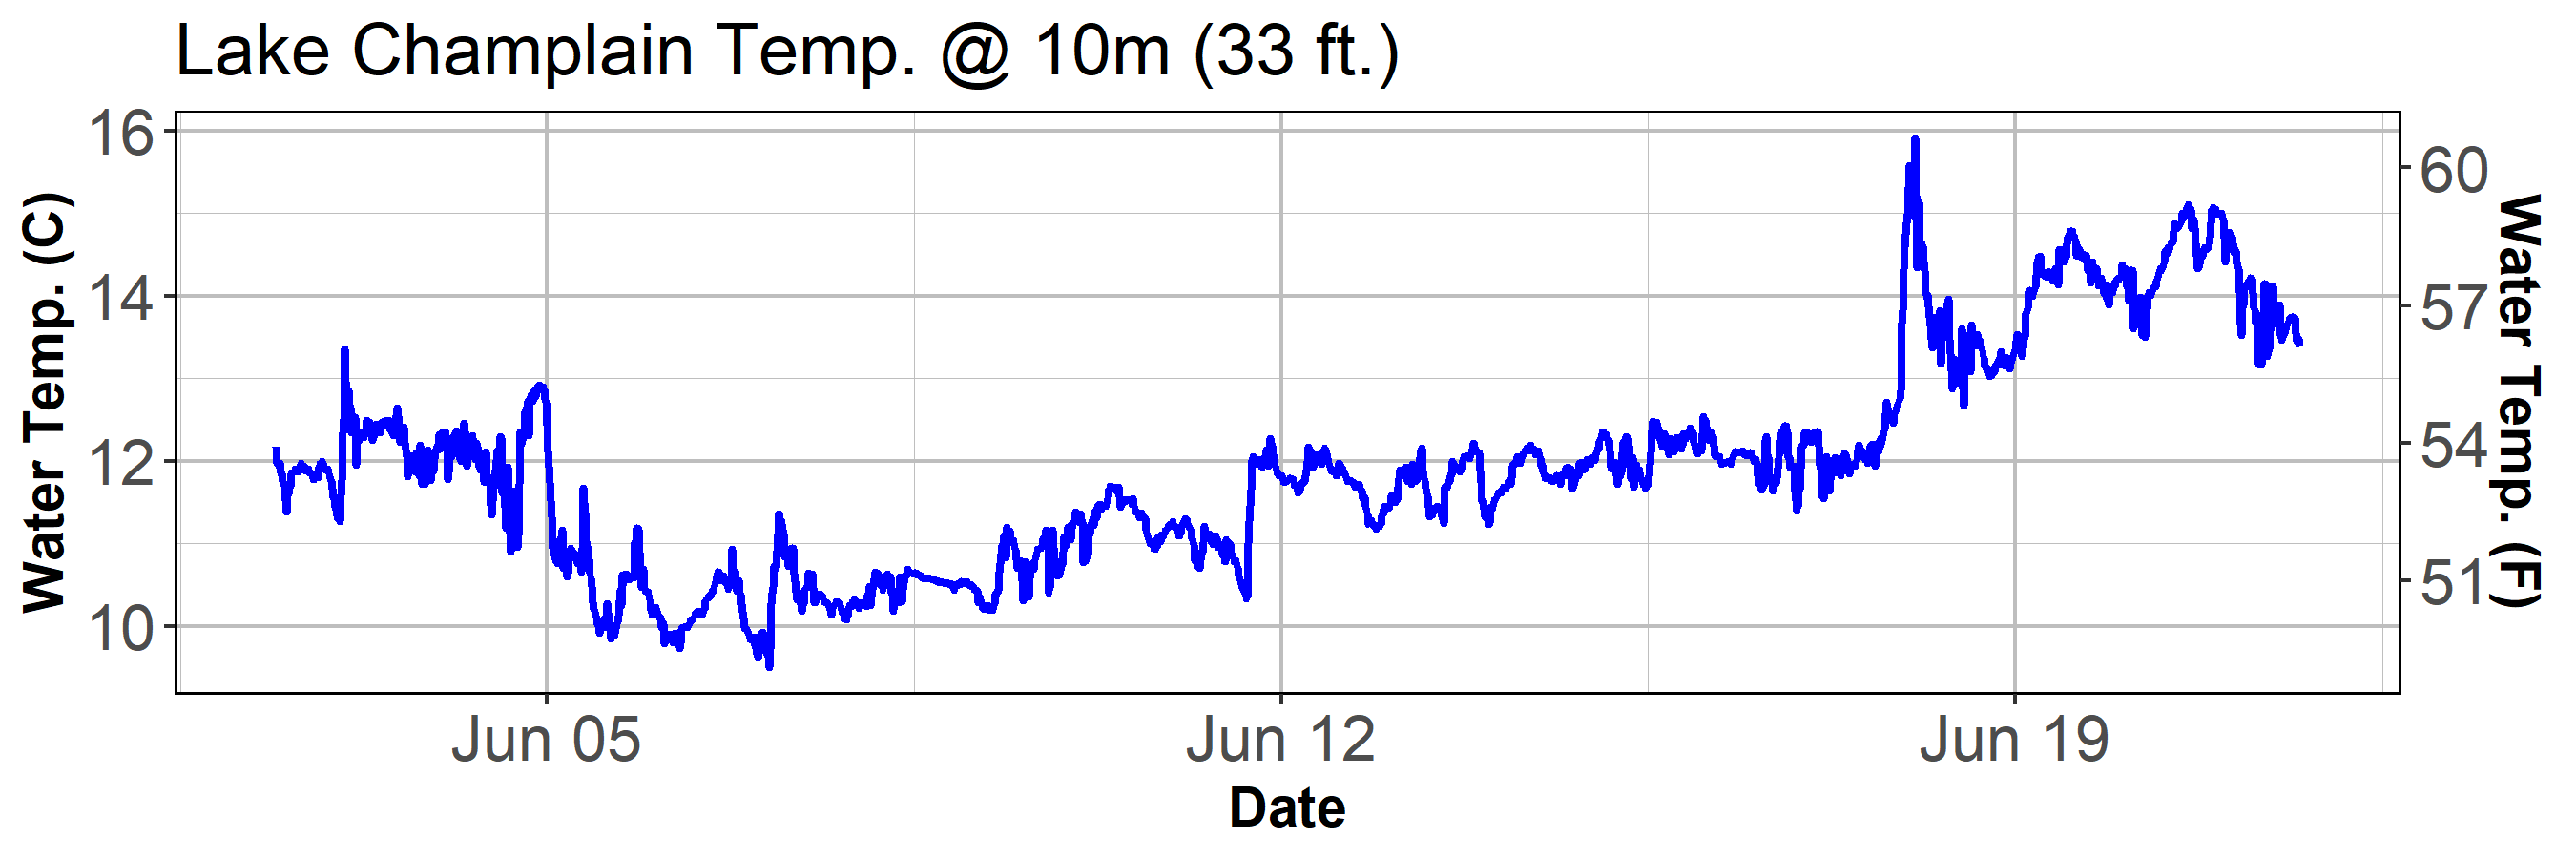 Lake Champlain Temp. @ 10m (33 ft.)
Water Temp. (C)
16
14
12
10
60
57
54
51
Water Temp. (F)
Jun 05
Jun 12
Jun 19
Date